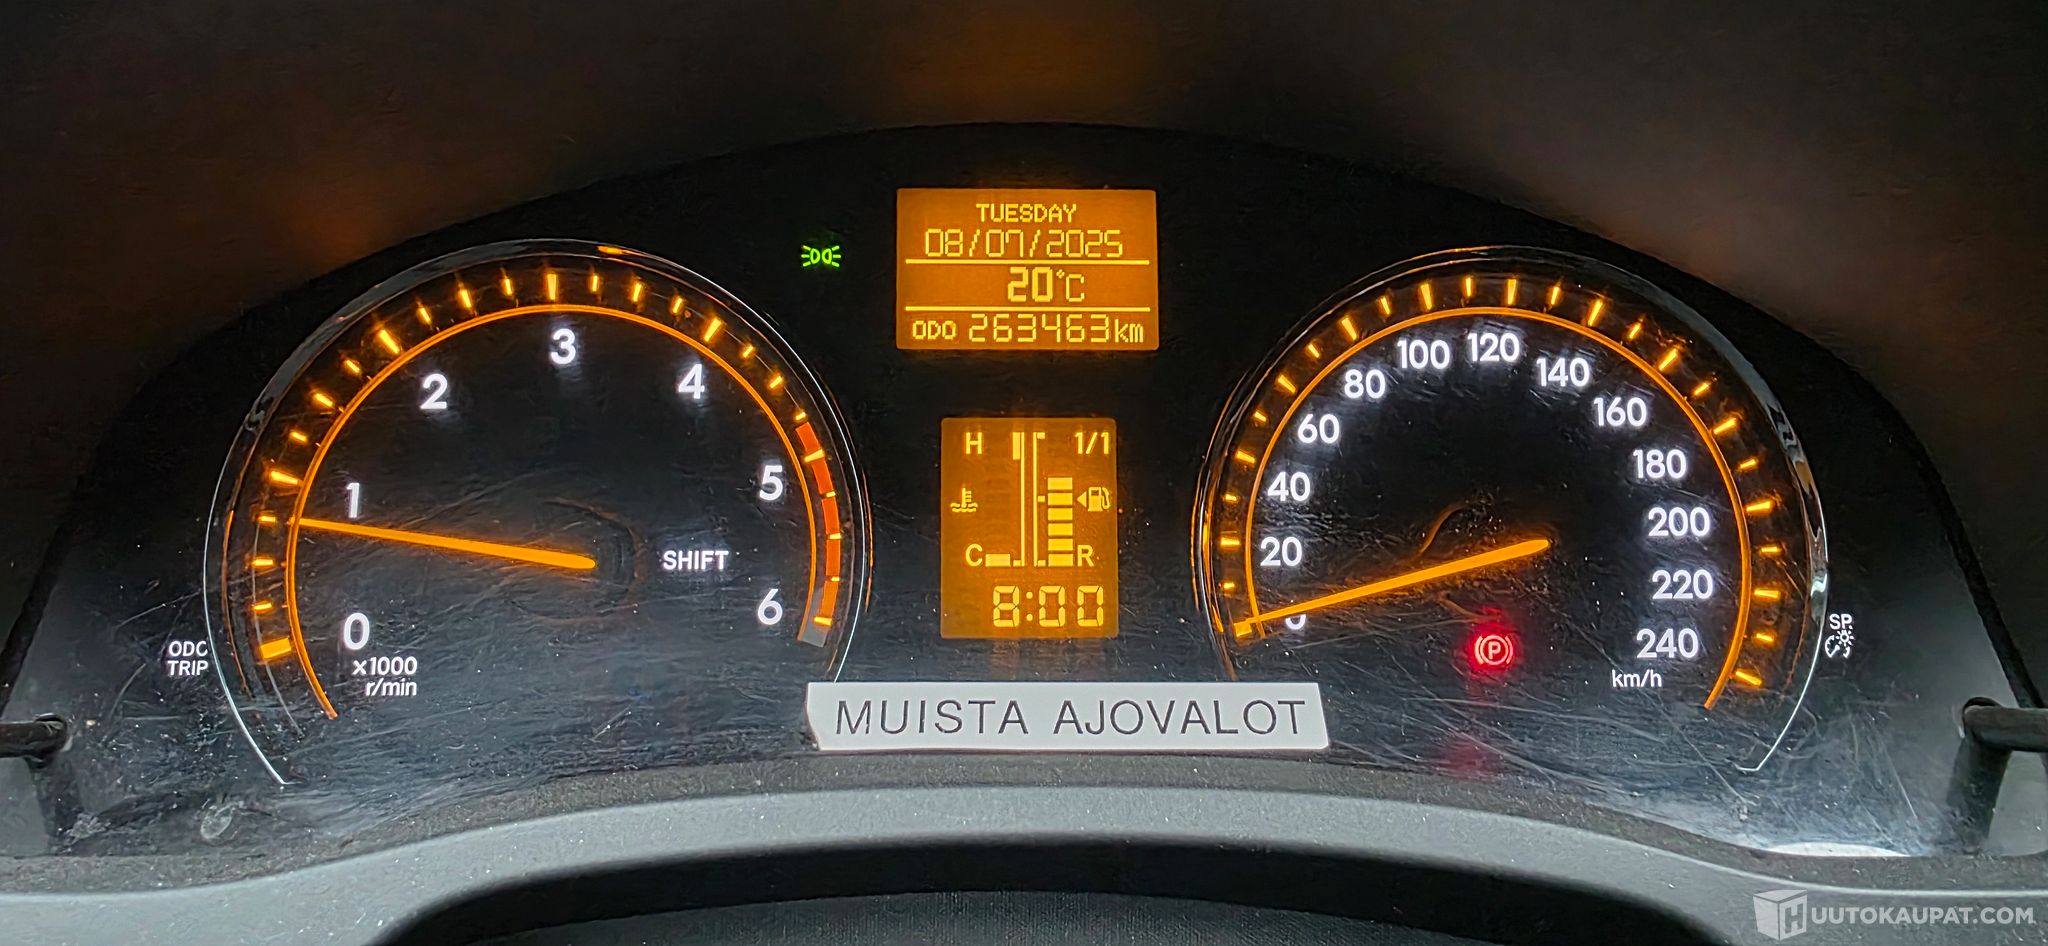 TUESDAY
08/07/2025
20°C
ODO 263463km
0
1
2
3
4
5
6
x1000
r/min
SHIFT
ODO
TRIP
H
1/1
C
R
8:00
20
40
60
80
100
120
140
160
180
200
220
240
km/h
P
MUISTA AJOVALOT
HUUTOKAUPAT.COM